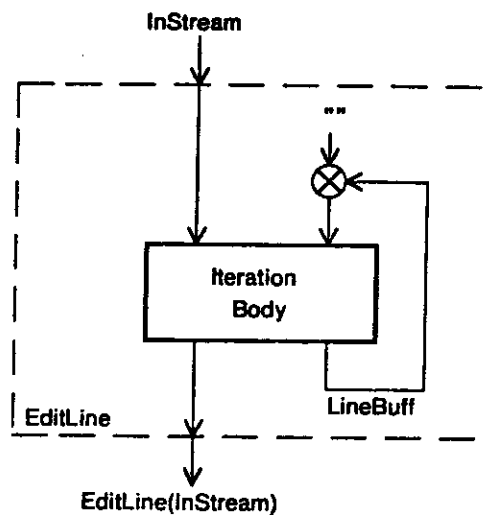 InStream
""
Iteration
Body
LineBuff
EditLine
EditLine(InStream)